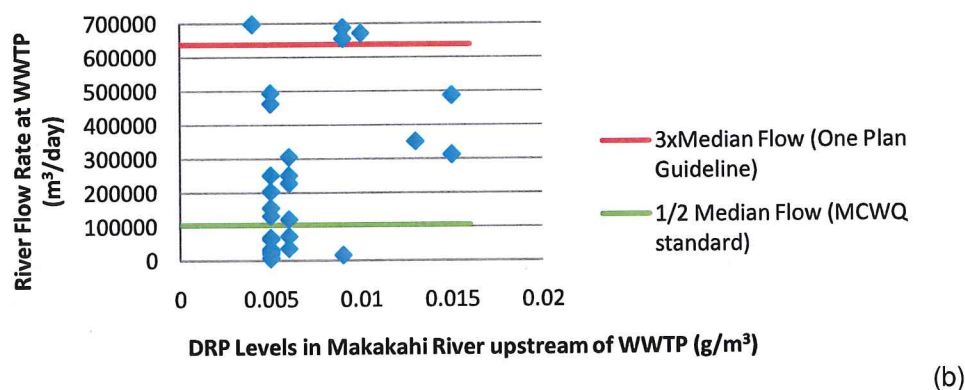 River Flow Rate at WWTP
(m³/day)
700000
600000
500000
400000
300000
200000
100000
0
0 0.005 0.01 0.015 0.02
DRP Levels in Makakahi River upstream of WWTP (g/m³)
3xMedian Flow (One Plan
Guideline)
1/2 Median Flow (MCWQ
standard)
(b)